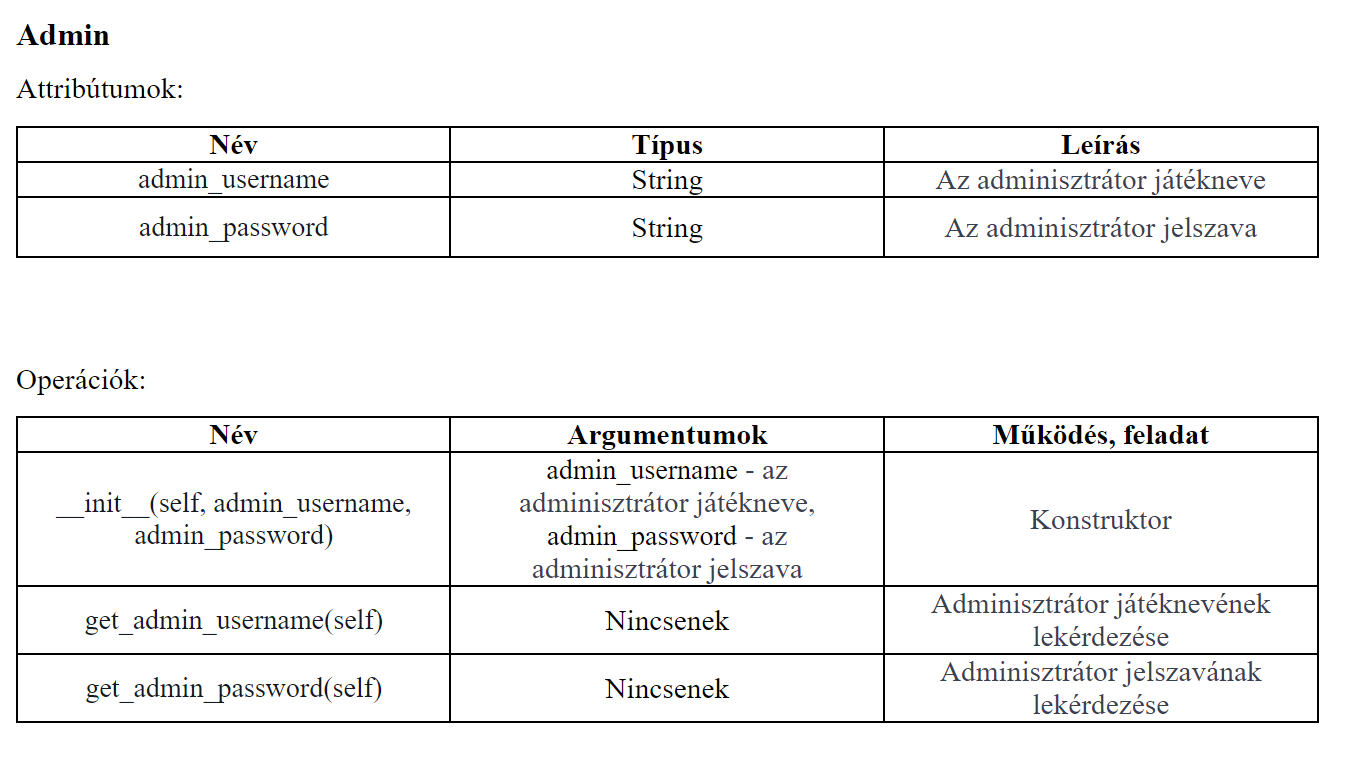 Admin
Attribútumok:
Név Típus Leírás
admin_username String Az adminisztrátor játékneve
admin_password String Az adminisztrátor jelszava
Operációk:
Név Argumentumok Működés, feladat
__init__(self, admin_username,
admin_password)
admin_username - az
adminisztrátor játékneve,
admin_password - az
adminisztrátor jelszava
Konstruktor
get_admin_username(self)
Nincsenek
Adminisztrátor játéknevének
lekérdezése
get_admin_password(self)
Nincsenek
Adminisztrátor jelszavának
lekérdezése